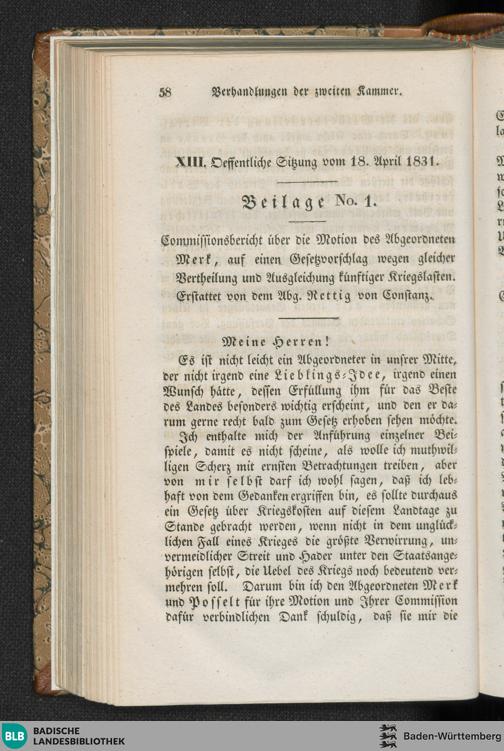 58 Verhandlungen der zweiten Kammer.
XIII. Oeffentliche Sitzung vom 18. April 1831.
Beilage No. 1.
Commissionsbericht über die Motion des Abgeordneten
Merk, auf einen Gesetzvorschlag wegen gleicher
Vertheilung und Ausgleichung künftiger Kriegslasten.
Erstattet von dem Abg. Rettig von Constanz.
Meine Herren!
Es ist nicht leicht ein Abgeordneter in unsrer Mitte,
der nicht irgend eine Lieblings-Idee, irgend einen
Wunsch hätte, dessen Erfüllung ihm für das Beste
des Landes besonders wichtig erscheint, und den er da-
rum gerne recht bald zum Gesetz erhoben sehen möchte.
Ich enthalte mich der Anführung einzelner Bei-
spiele, damit es nicht scheine, als wolle ich muthwil-
ligen Scherz mit ernsten Betrachtungen treiben, aber
von mir selbst darf ich wohl sagen, daß ich leb-
haft von dem Gedanken ergriffen bin, es sollte durchaus
ein Gesetz über Kriegskosten auf diesem Landtage zu
Stande gebracht werden, wenn nicht in dem unglück-
lichen Fall eines Krieges die größte Verwirrung, un-
vermeidlicher Streit und Hader unter den Staatsange-
hörigen selbst, die Uebel des Kriegs noch bedeutend ver-
mehren soll. Darum bin ich den Abgeordneten Merk
und Posselt für ihre Motion und Ihrer Commission
dafür verbindlichen Dank schuldig, daß sie mir die
BLB BADISCHE
LANDESBIBLIOTHEK
Baden-Württemberg